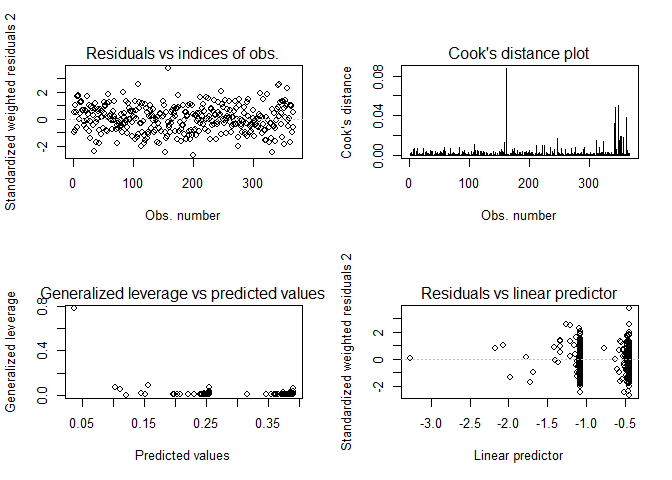 Residuals vs indices of obs.
Standardized weighted residuals 2
-2 0 2
0 100 200 300
Obs. number
Cook's distance plot
Cook's distance
0.00 0.04 0.08
0 100 200 300
Obs. number
Generalized leverage vs predicted values
Generalized leverage
0.0 0.4 0.8
0.05 0.15 0.25 0.35
Predicted values
Residuals vs linear predictor
Standardized weighted residuals 2
-2 0 2
-3.0 -2.5 -2.0 -1.5 -1.0 -0.5
Linear predictor